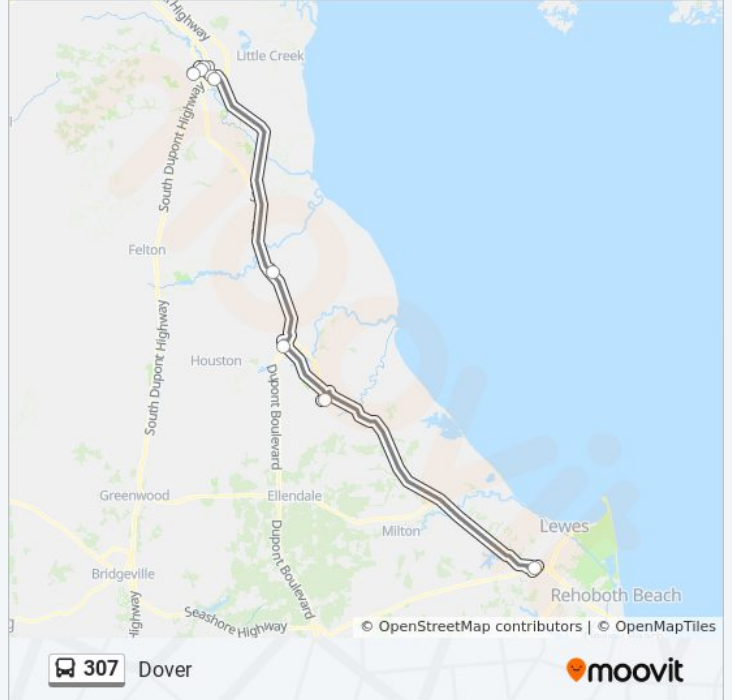 Highway
Little Creek
South Dupont Highway
Felton
South Dupont Highway
Houston
Dupont Boulevard
Greenwood
Ellendale
Milton
Lewes
Dupont Boulevard
Bridgeville
Rehoboth Beach
Highway
Seashore Highway
© OpenStreetMap contributors | © OpenMapTiles
307 Dover
moovit